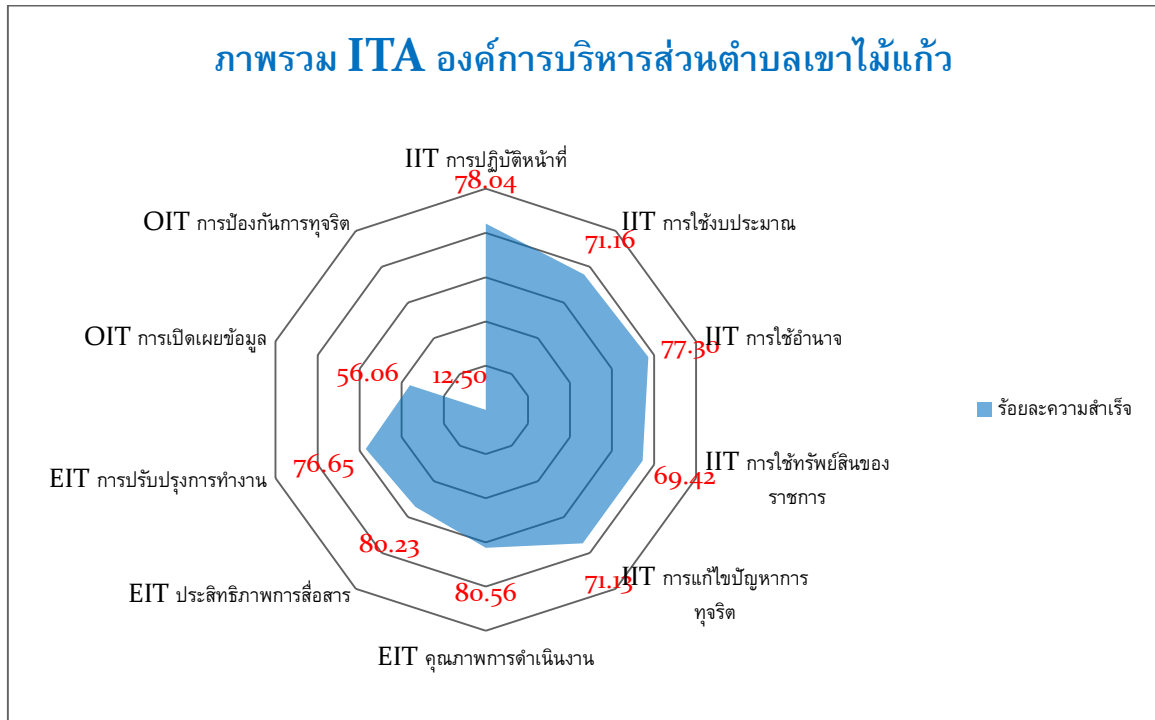 ภาพรวม ITA องค์การบริหารส่วนตำบลเขาไม้แก้ว
IIT การปฏิบัติหน้าที่
78.04
OIT การป้องกันการทุจริต
IIT การใช้งบประมาณ
71.16
OIT การเปิดเผยข้อมูล
IIT การใช้อำนาจ
77.30
56.06
12.50
ร้อยละความสำเร็จ
EIT การปรับปรุงการทำงาน
76.65
IIT การใช้ทรัพย์สินของ
ราชการ
69.42
EIT ประสิทธิภาพการสื่อสาร
80.23
80.56
71.13
IIT การแก้ไขปัญหาการ
ทุจริต
EIT คุณภาพการดำเนินงาน